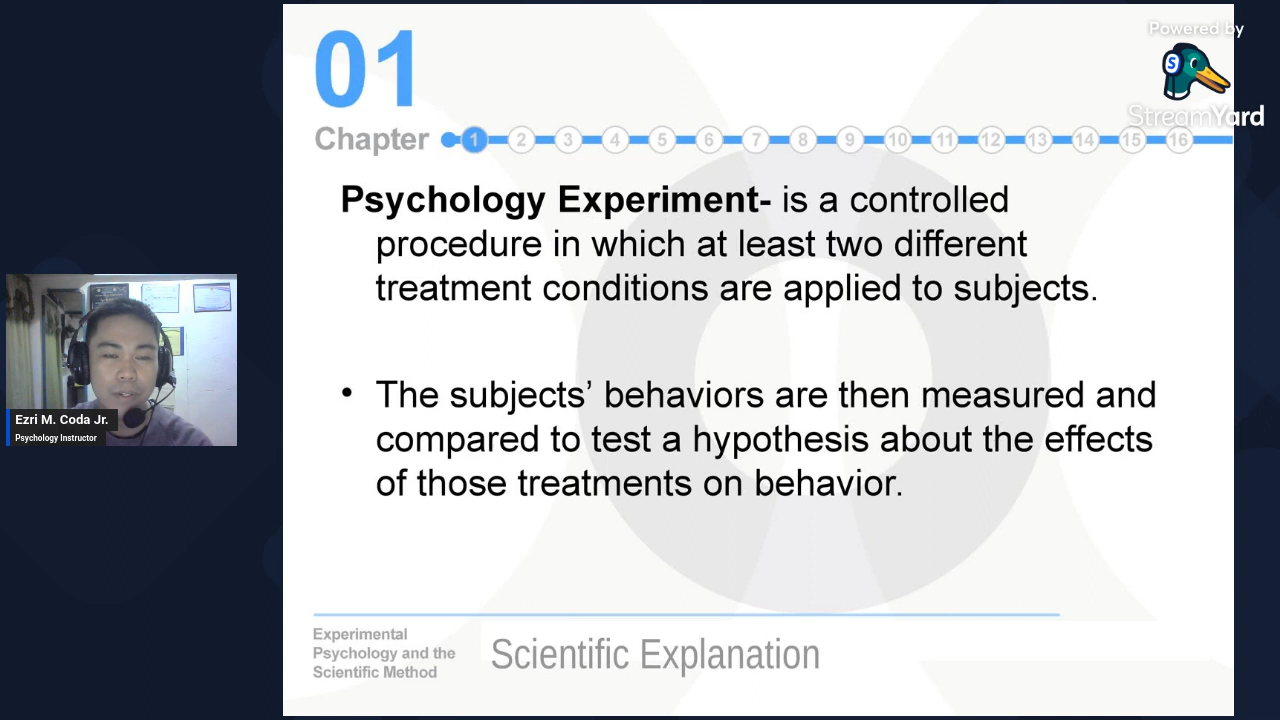 01
Chapter 1 2 3 4 5 6 7 8 9 10 11 12 13 14 15 16
Psychology Experiment- is a controlled
procedure in which at least two different
treatment conditions are applied to subjects.
• The subjects’ behaviors are then measured and
compared to test a hypothesis about the effects
of those treatments on behavior.
Experimental
Psychology and the
Scientific Method
Scientific Explanation
Powered by
S
StreamYard
Ezri M. Coda Jr.
Psychology Instructor